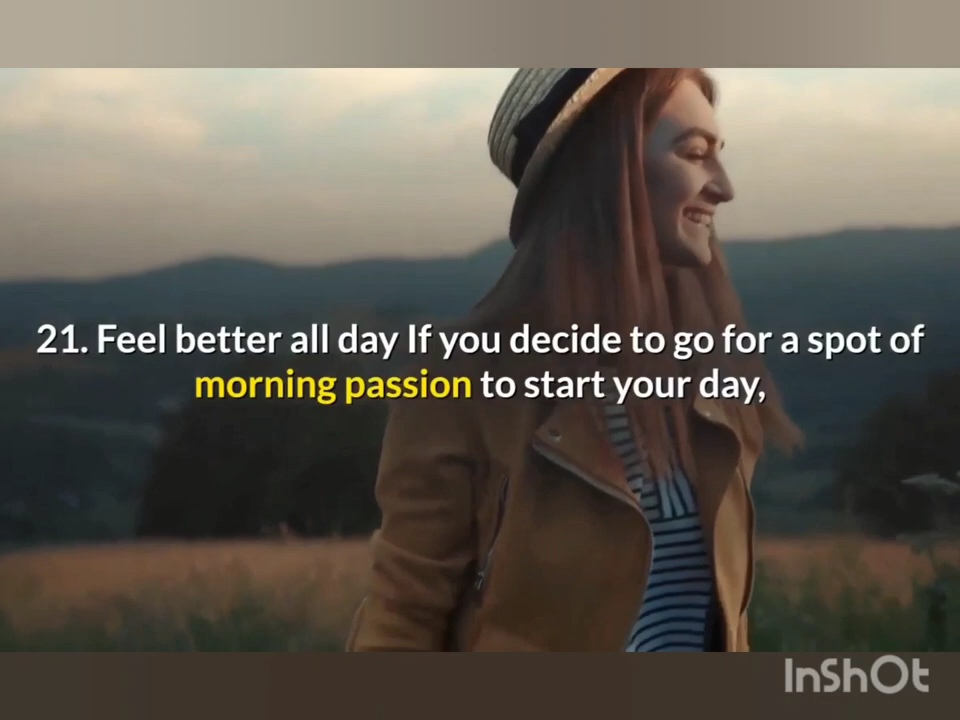 21. Feel better all day If you decide to go for a spot of
morning passion to start your day,
InShOt